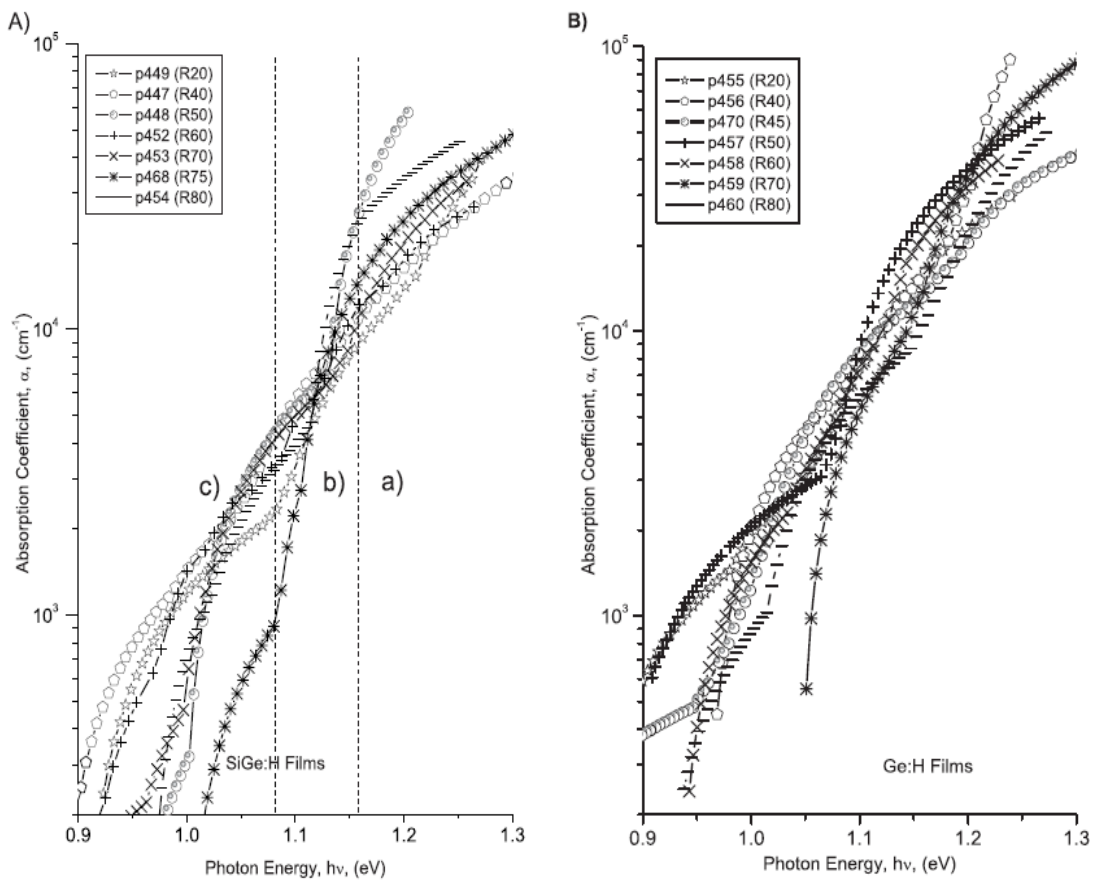 A)
10^5
p449 (R20)
p447 (R40)
p448 (R50)
p452 (R60)
p453 (R70)
p468 (R75)
p454 (R80)
Absorption Coefficient, α, (cm^-1)
10^4
c)
b)
a)
10^3
SiGe:H Films
0.9
1.0
1.1
1.2
1.3
Photon Energy, hν, (eV)
B)
10^5
p455 (R20)
p456 (R40)
p470 (R45)
p457 (R50)
p458 (R60)
p459 (R70)
p460 (R80)
Absorption Coefficient, α, (cm^-1)
10^4
10^3
Ge:H Films
0.9
1.0
1.1
1.2
1.3
Photon Energy, hν, (eV)